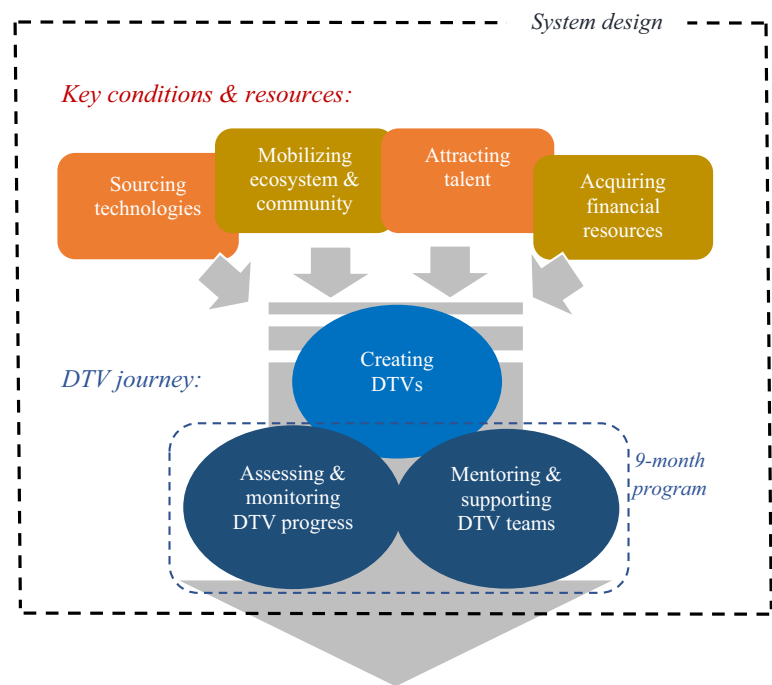 System design
Key conditions & resources:
Sourcing
technologies
Mobilizing
ecosystem &
community
Attracting
talent
Acquiring
financial
resources
DTV journey:
Creating
DTVs
Assessing &
monitoring
DTV progress
Mentoring &
supporting
DTV teams
9-month
program